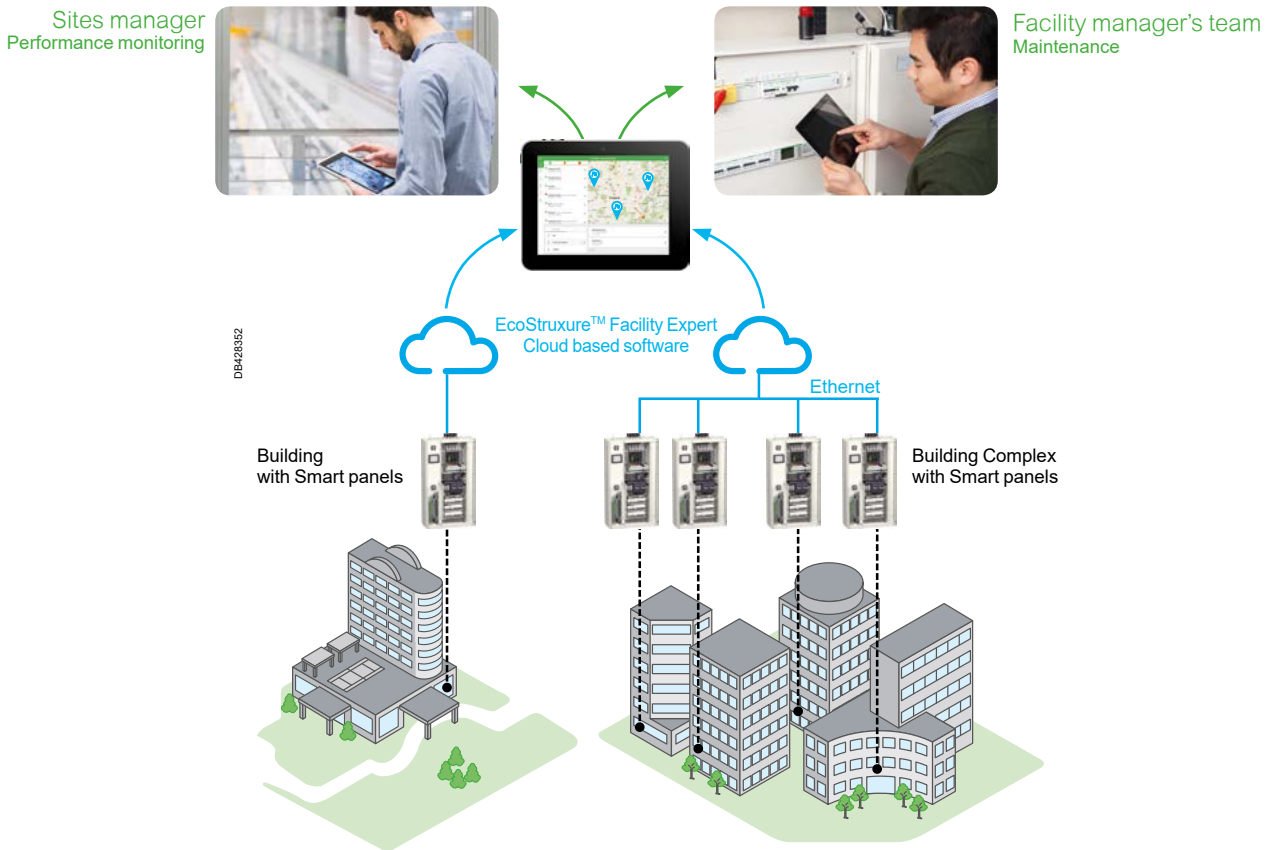 Sites manager
Performance monitoring
Facility manager's team
Maintenance
EcoStruxure™ Facility Expert
Cloud based software
DB428352
Ethernet
Building
with Smart panels
Building Complex
with Smart panels